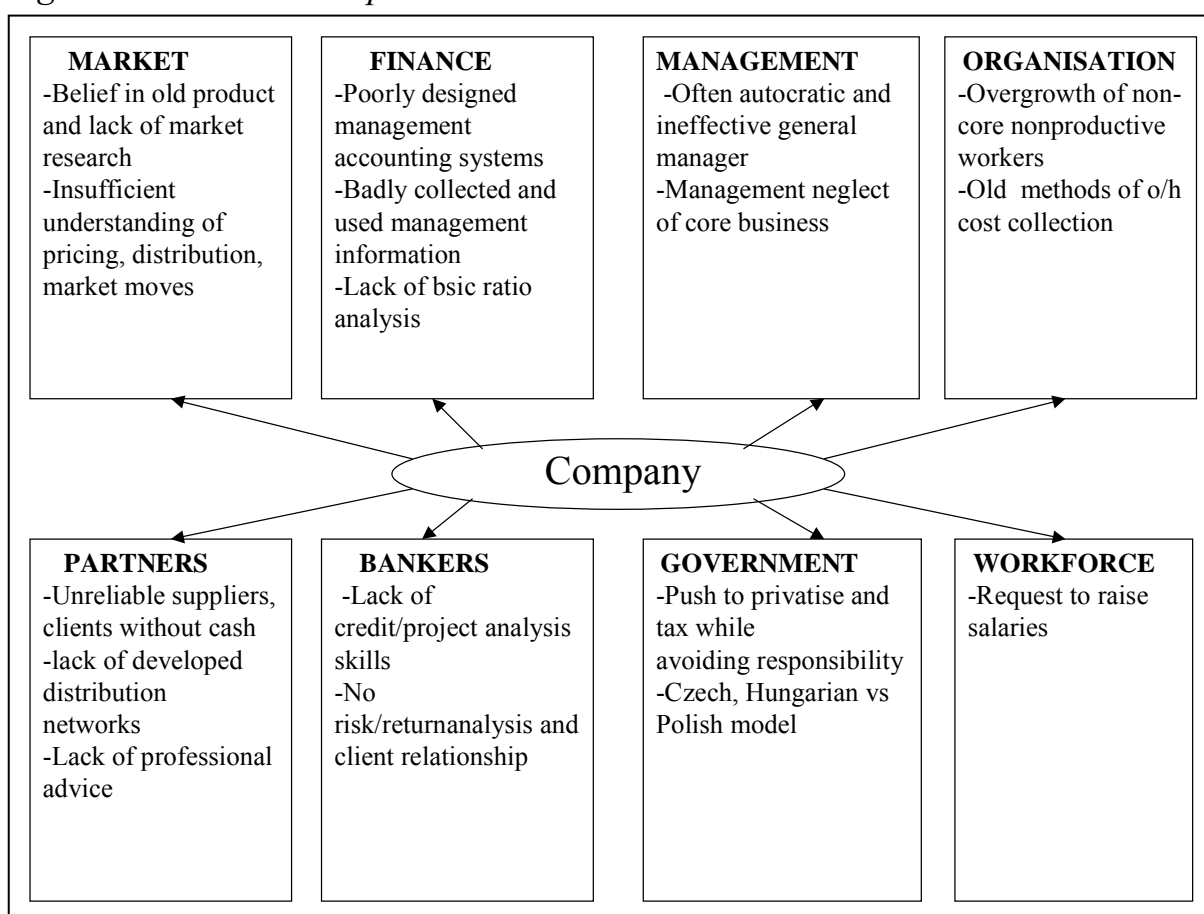 MARKET
-Belief in old product
and lack of market
research
-Insufficient
understanding of
pricing, distribution,
market moves
FINANCE
-Poorly designed
management
accounting systems
-Badly collected and
used management
information
-Lack of bsic ratio
analysis
MANAGEMENT
-Often autocratic and
ineffective general
manager
-Management neglect
of core business
ORGANISATION
-Overgrowth of non-
core nonproductive
workers
-Old methods of o/h
cost collection
Company
PARTNERS
-Unreliable suppliers,
clients without cash
-lack of developed
distribution
networks
-Lack of professional
advice
BANKERS
-Lack of
credit/project analysis
skills
-No
risk/returnanalysis and
client relationship
GOVERNMENT
-Push to privatise and
tax while
avoiding responsibility
-Czech, Hungarian vs
Polish model
WORKFORCE
-Request to raise
salaries